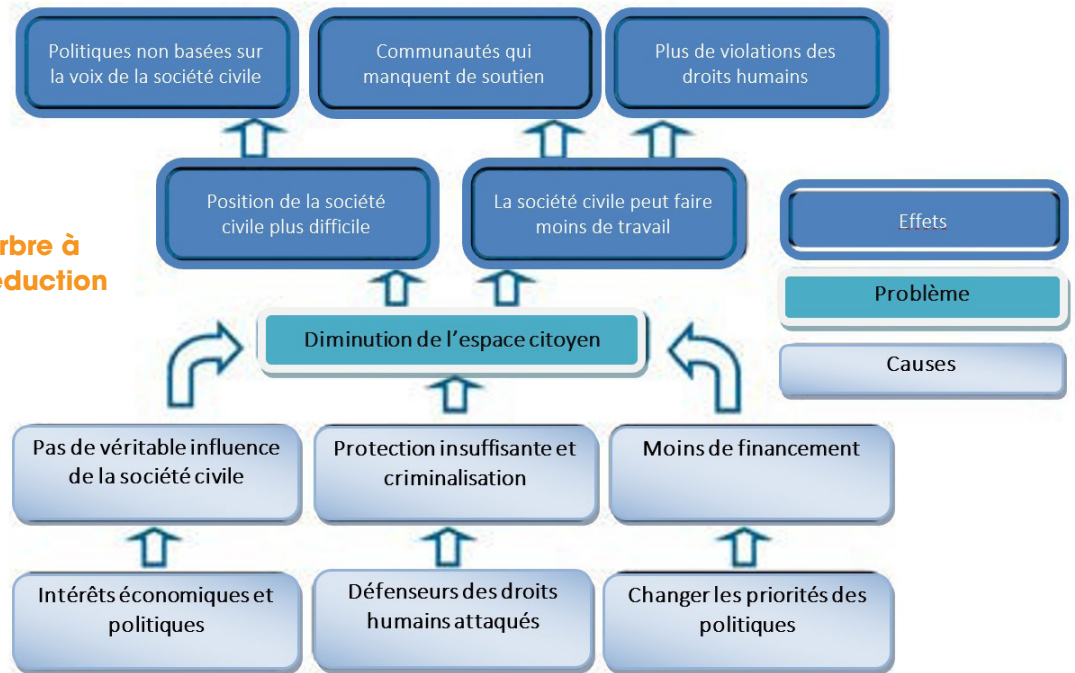 Politiques non basées sur
la voix de la société civile
Communautés qui
manquent de soutien
Plus de violations des
droits humains
Position de la société
civile plus difficile
La société civile peut faire
moins de travail
Effets
Problème
Causes
rbre à
éduction
Diminution de l'espace citoyen
Pas de véritable influence
de la société civile
Protection insuffisante et
criminalisation
Moins de financement
Intérêts économiques et
politiques
Défenseurs des droits
humains attaqués
Changer les priorités des
politiques